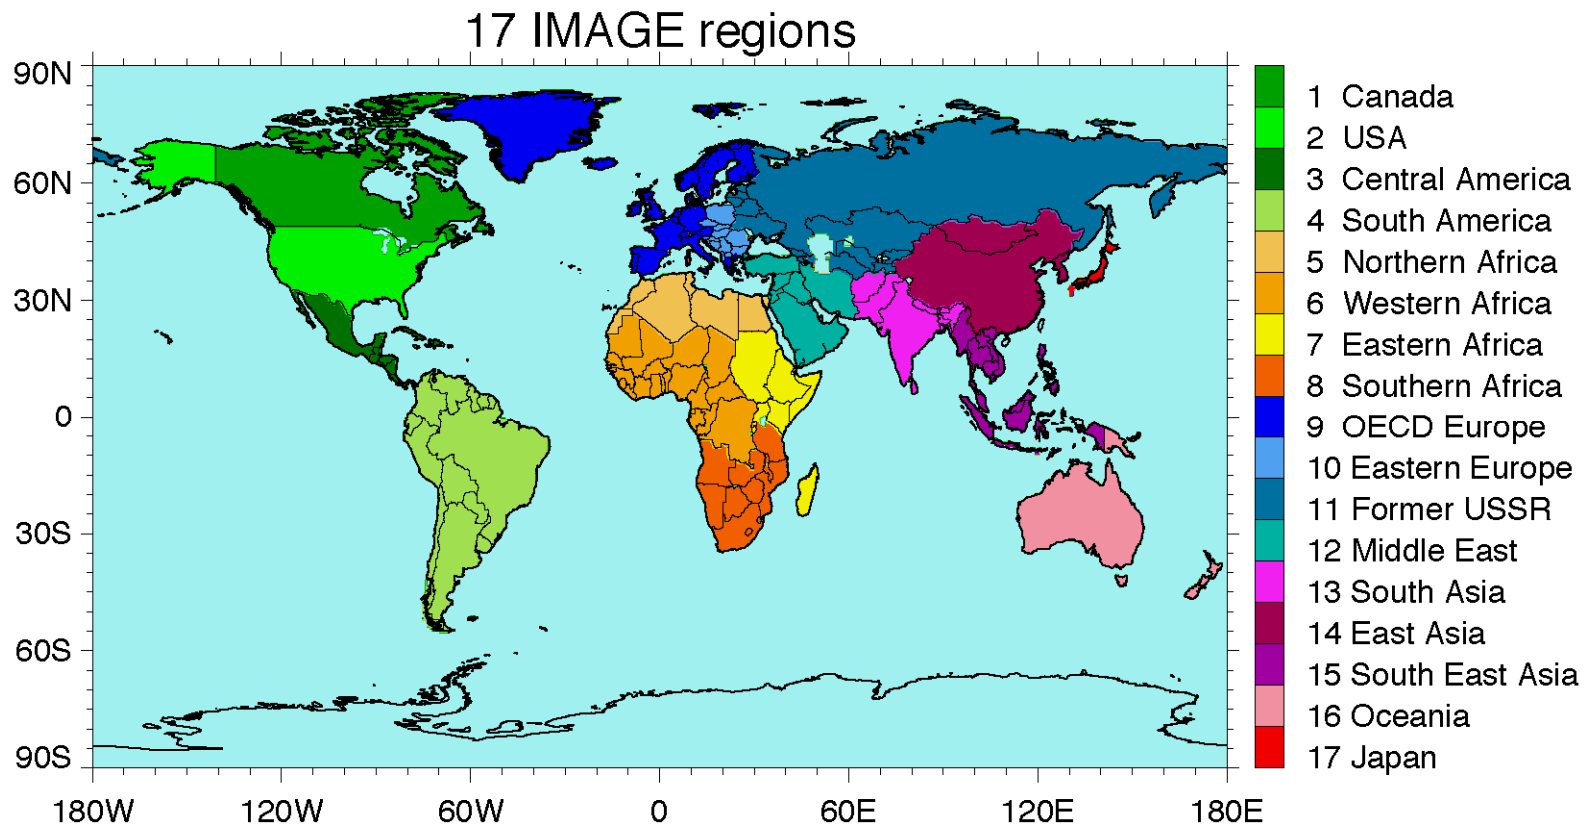 17 IMAGE regions
90N
60N
30N
0
30S
60S
90S
180W 120W 60W 0 60E 120E 180E
1 Canada
2 USA
3 Central America
4 South America
5 Northern Africa
6 Western Africa
7 Eastern Africa
8 Southern Africa
9 OECD Europe
10 Eastern Europe
11 Former USSR
12 Middle East
13 South Asia
14 East Asia
15 South East Asia
16 Oceania
17 Japan